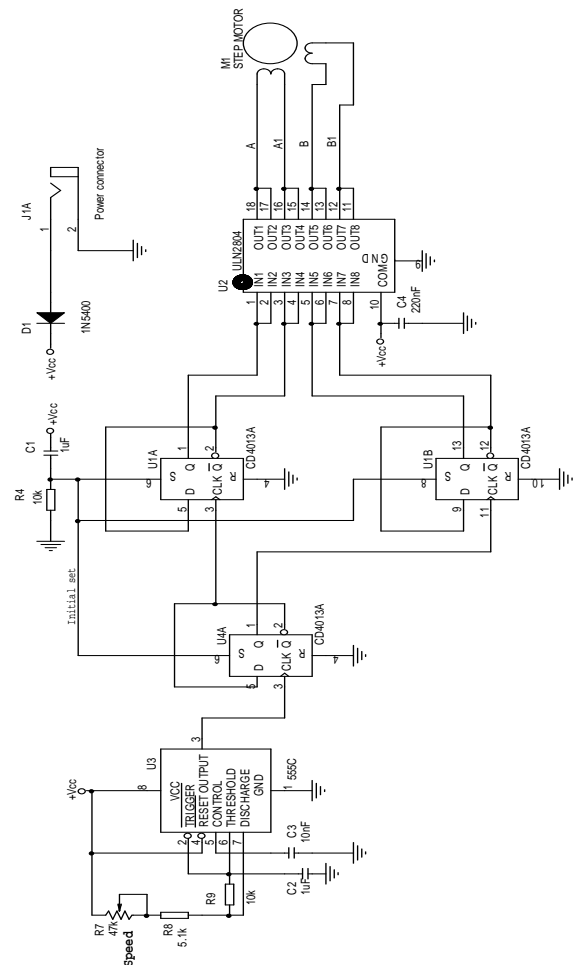 M1
STEP MOTOR
J1A
1
2
Power connector
D1
1N5400
+Vcc
A
A1
B
B1
18
17
16
15
14
13
12
11
OUT1
OUT2
OUT3
OUT4
OUT5
OUT6
OUT7
OUT8
U2
ULN2804
IN1
IN2
IN3
IN4
IN5
IN6
IN7
IN8
COM
GND
9
1
2
3
4
5
6
7
8
10
+Vcc
C4
220nF
+Vcc
C1
1uF
R4
10k
Initial set
U1A
6
S
5
D
Q
1
3
CLK
Q
2
R
4
CD4013A
U1B
8
S
9
D
Q
13
11
CLK
Q
12
R
10
CD4013A
U4A
6
S
5
D
Q
1
3
CLK
Q
2
R
4
CD4013A
+Vcc
8
U3
3
VCC
TRIGGER
RESET OUTPUT
CONTROL
THRESHOLD
DISCHARGE
GND
2
4
5
6
7
1
555C
C3
10nF
C2
1uF
R9
10k
R7
47k
Speed
R8
5.1k